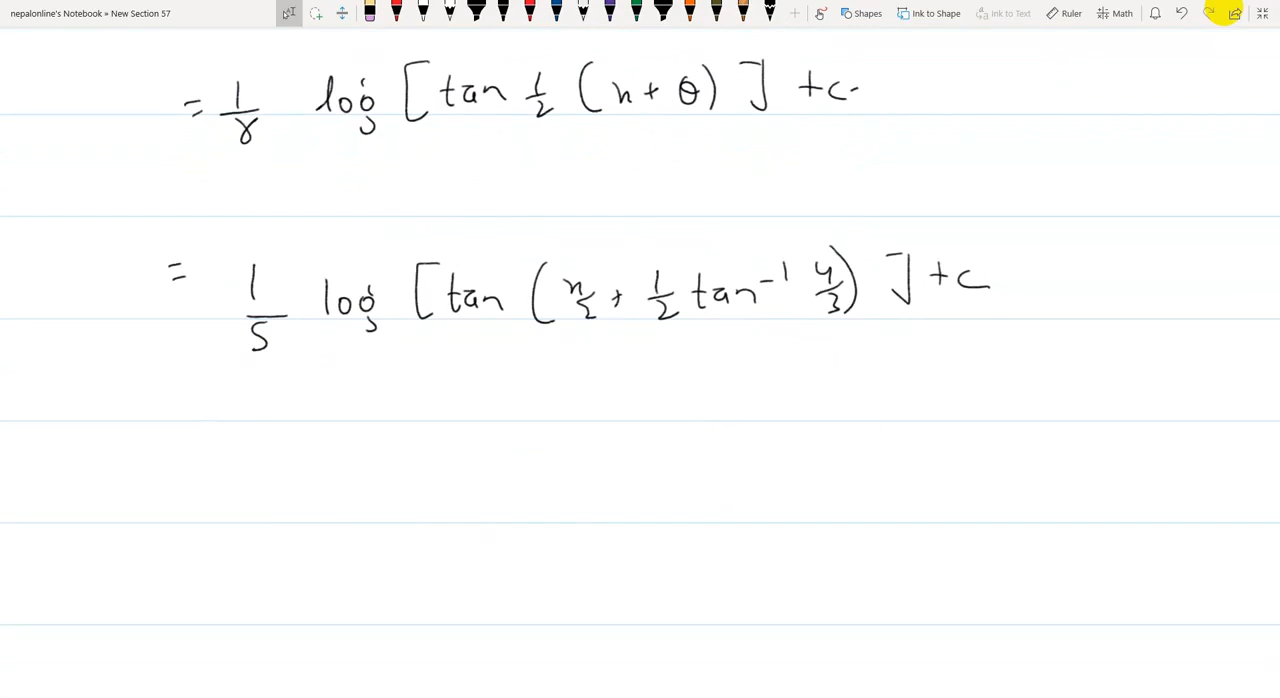 nepalonline's Notebook » New Section 57 Shapes Ink to Shape Ink to Text Ruler Math
= 1/r log [tan 1/2 (x + θ)] + c.
= 1/5 log [tan (x/2 + 1/2 tan⁻¹ 4/3)] + c